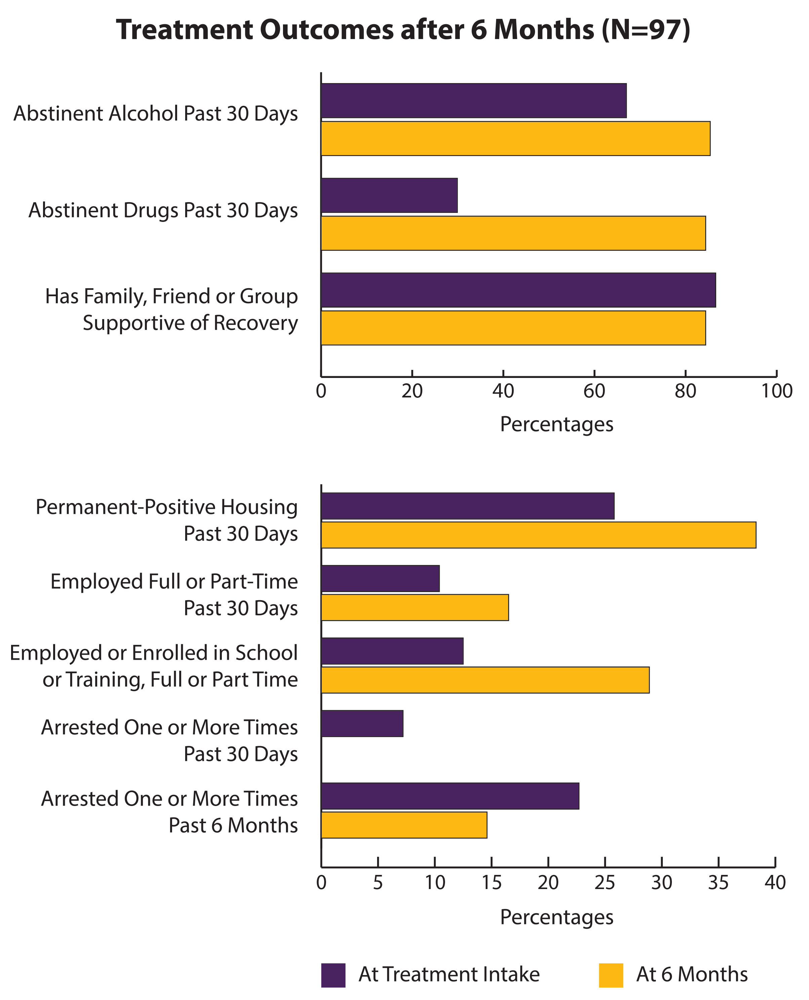 Treatment Outcomes after 6 Months (N=97)
Abstinent Alcohol Past 30 Days
Abstinent Drugs Past 30 Days
Has Family, Friend or Group
Supportive of Recovery
0 20 40 60 80 100
Percentages
Permanent-Positive Housing
Past 30 Days
Employed Full or Part-Time
Past 30 Days
Employed or Enrolled in School
or Training, Full or Part Time
Arrested One or More Times
Past 30 Days
Arrested One or More Times
Past 6 Months
0 5 10 15 20 25 30 35 40
Percentages
At Treatment Intake At 6 Months